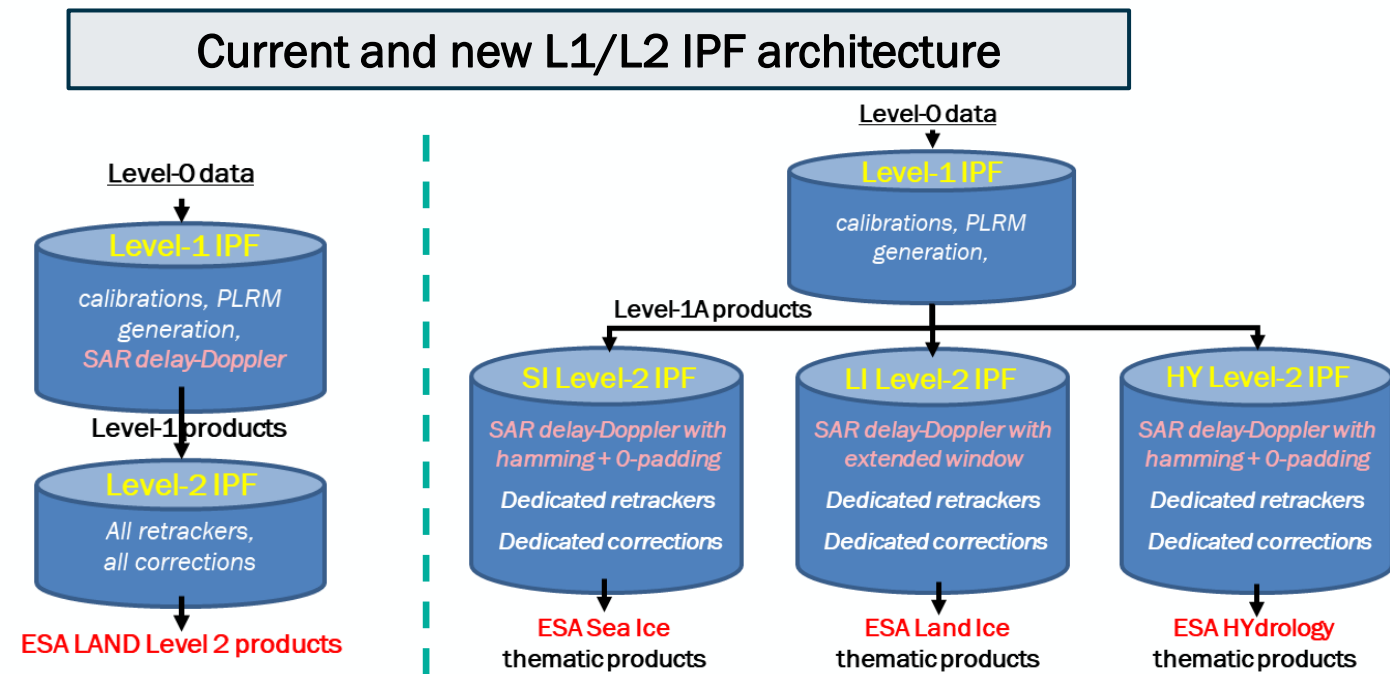 Current and new L1/L2 IPF architecture
Level-0 data
Level-1 IPF
calibrations, PLRM
generation,
SAR delay-Doppler
Level-1 products
Level-2 IPF
All retrackers,
all corrections
ESA LAND Level 2 products
Level-0 data
Level-1 IPF
calibrations, PLRM
generation,
Level-1A products
SI Level-2 IPF
SAR delay-Doppler with
hamming + 0-padding
Dedicated retrackers
Dedicated corrections
ESA Sea Ice
thematic products
LI Level-2 IPF
SAR delay-Doppler with
extended window
Dedicated retrackers
Dedicated corrections
ESA Land Ice
thematic products
HY Level-2 IPF
SAR delay-Doppler with
hamming + 0-padding
Dedicated retrackers
Dedicated corrections
ESA HYdrology
thematic products